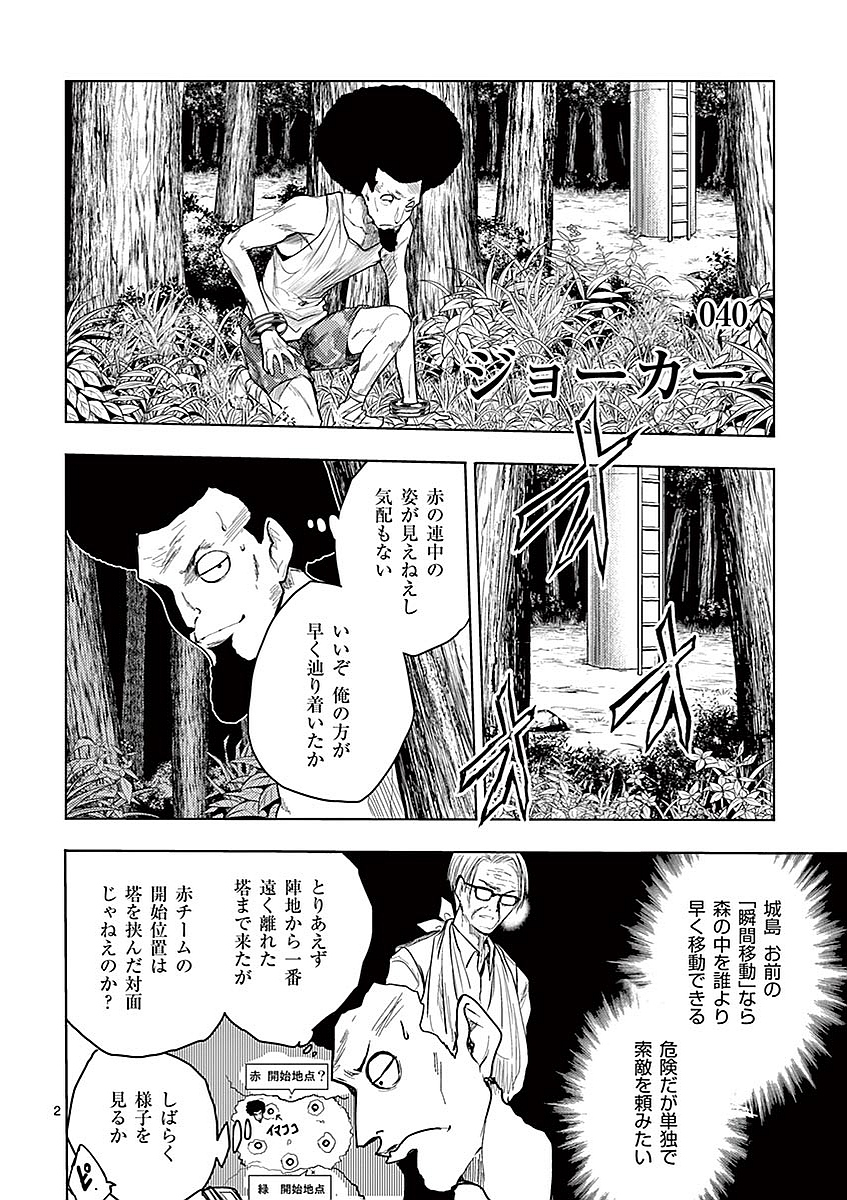 040
ジョーカー
オ
オ
オ
赤の連中の
姿が見えねえし
気配もない
いいぞ 俺の方が
早く辿り着いたか
城島 お前の
「瞬間移動」なら
森の中を誰より
早く移動できる
危険だが単独で
索敵を頼みたい
とりあえず
陣地から一番
遠く離れた
塔まで来たが
赤チームの
開始位置は
塔を挟んだ対面
じゃねえのか?
赤 開始地点?
イマココ
緑 開始地点
しばらく
様子を
見るか
ピ
2